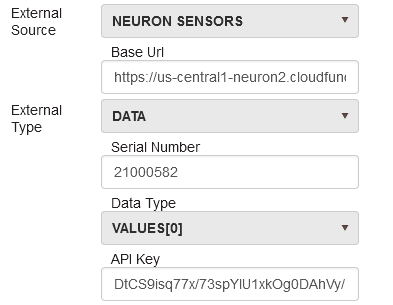 External Source
NEURON SENSORS
Base Url
https://us-central1-neuron2.cloudfunc
External Type
DATA
Serial Number
21000582
Data Type
VALUES[0]
API Key
DtCS9isq77x/73spYlU1xkOg0DAhVy/